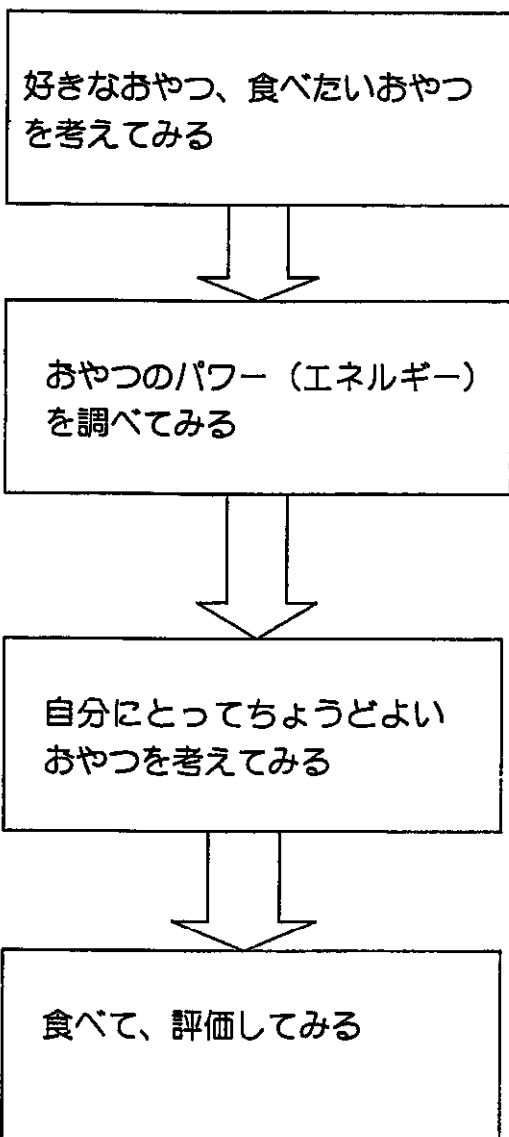 好きなおやつ、食べたいおやつ
を考えてみる
おやつのパワー（エネルギー）
を調べてみる
自分にとってちょうどよい
おやつを考えてみる
食べて、評価してみる